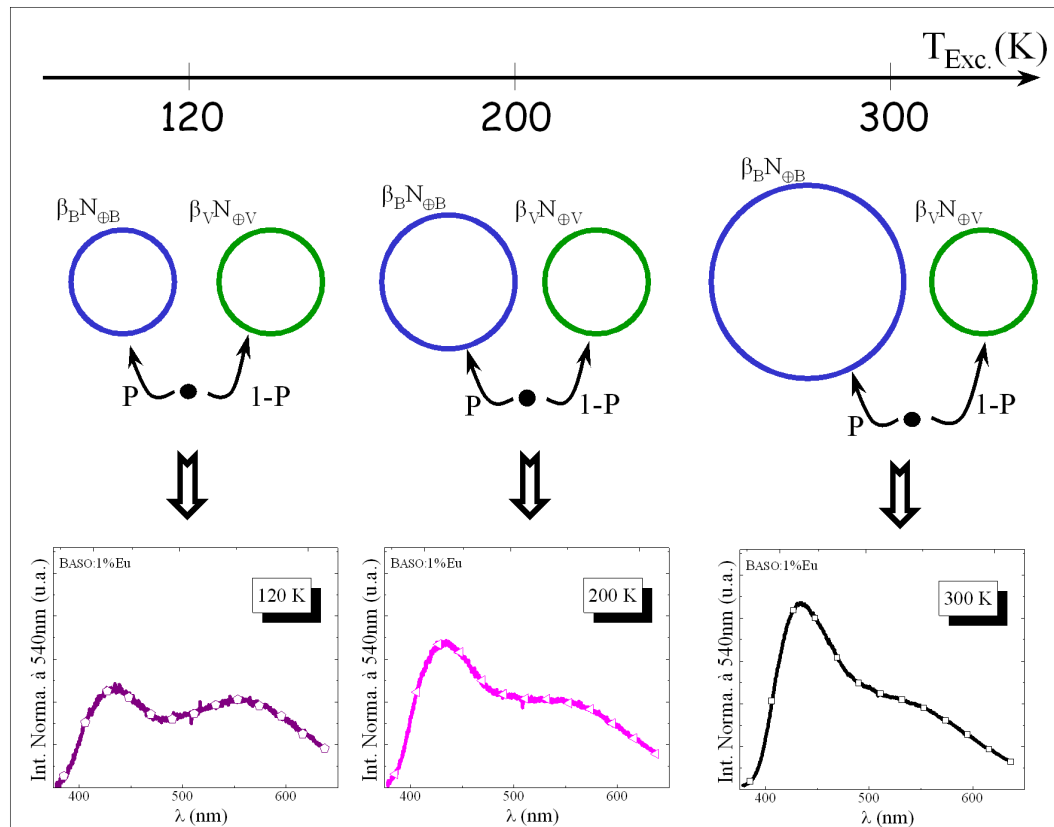 T_Exc.(K)
120 200 300
β_B N_⊕B β_V N_⊕V β_B N_⊕B β_V N_⊕V β_B N_⊕B β_V N_⊕V
P 1-P P 1-P P 1-P
BASO:1%Eu
120 K
Int. Norma. à 540nm (u.a.)
400 500 600
λ (nm)
BASO:1%Eu
200 K
Int. Norma. à 540nm (u.a.)
400 500 600
λ (nm)
BASO:1%Eu
300 K
Int. Norma. à 540nm (u.a.)
400 500 600
λ (nm)